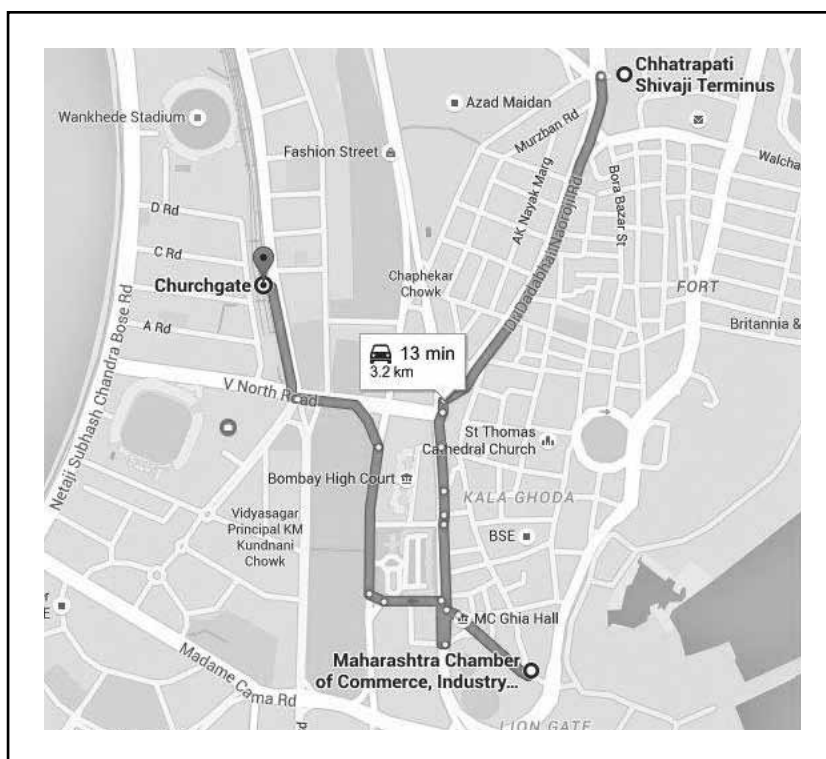 Chhatrapati
Shivaji Terminus
Azad Maidan
Wankhede Stadium
Murzban Rd
Fashion Street
Walcha
AK Nayak Marg
Bora Bazar St
Dr Dadabhai Naoroji Rd
D Rd
C Rd
Chaphekar
Chowk
Churchgate
FORT
A Rd
Britannia &
13 min
3.2 km
Netaji Subhash Chandra Bose Rd
V North Road
St Thomas
Cathedral Church
Bombay High Court
KALA GHODA
Vidyasagar
Principal KM
Kundnani
Chowk
BSE
MC Ghia Hall
Maharashtra Chamber
of Commerce, Industry...
Madame Cama Rd
LION GATE